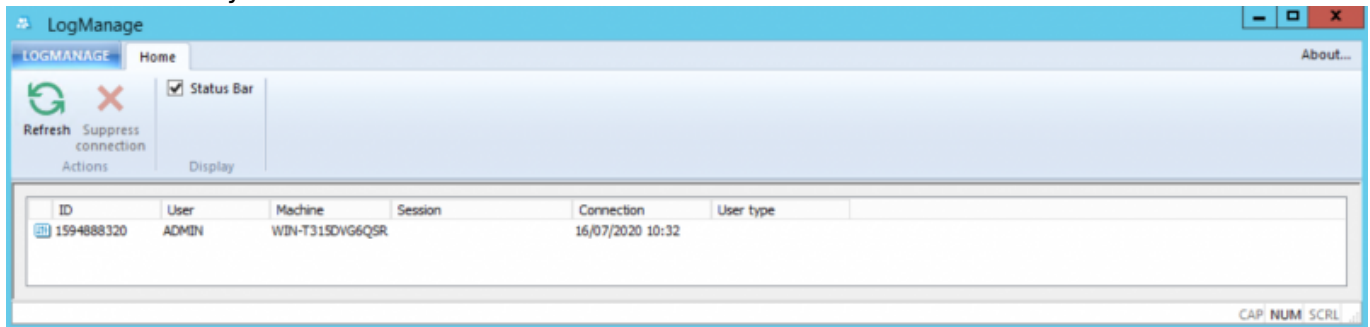 LogManage
LOGMANAGE Home About...
Status Bar
Refresh Suppress connection
Actions Display
ID User Machine Session Connection User type
1594888320 ADMIN WIN-T315DVG6QSR 16/07/2020 10:32
CAP NUM SCRL